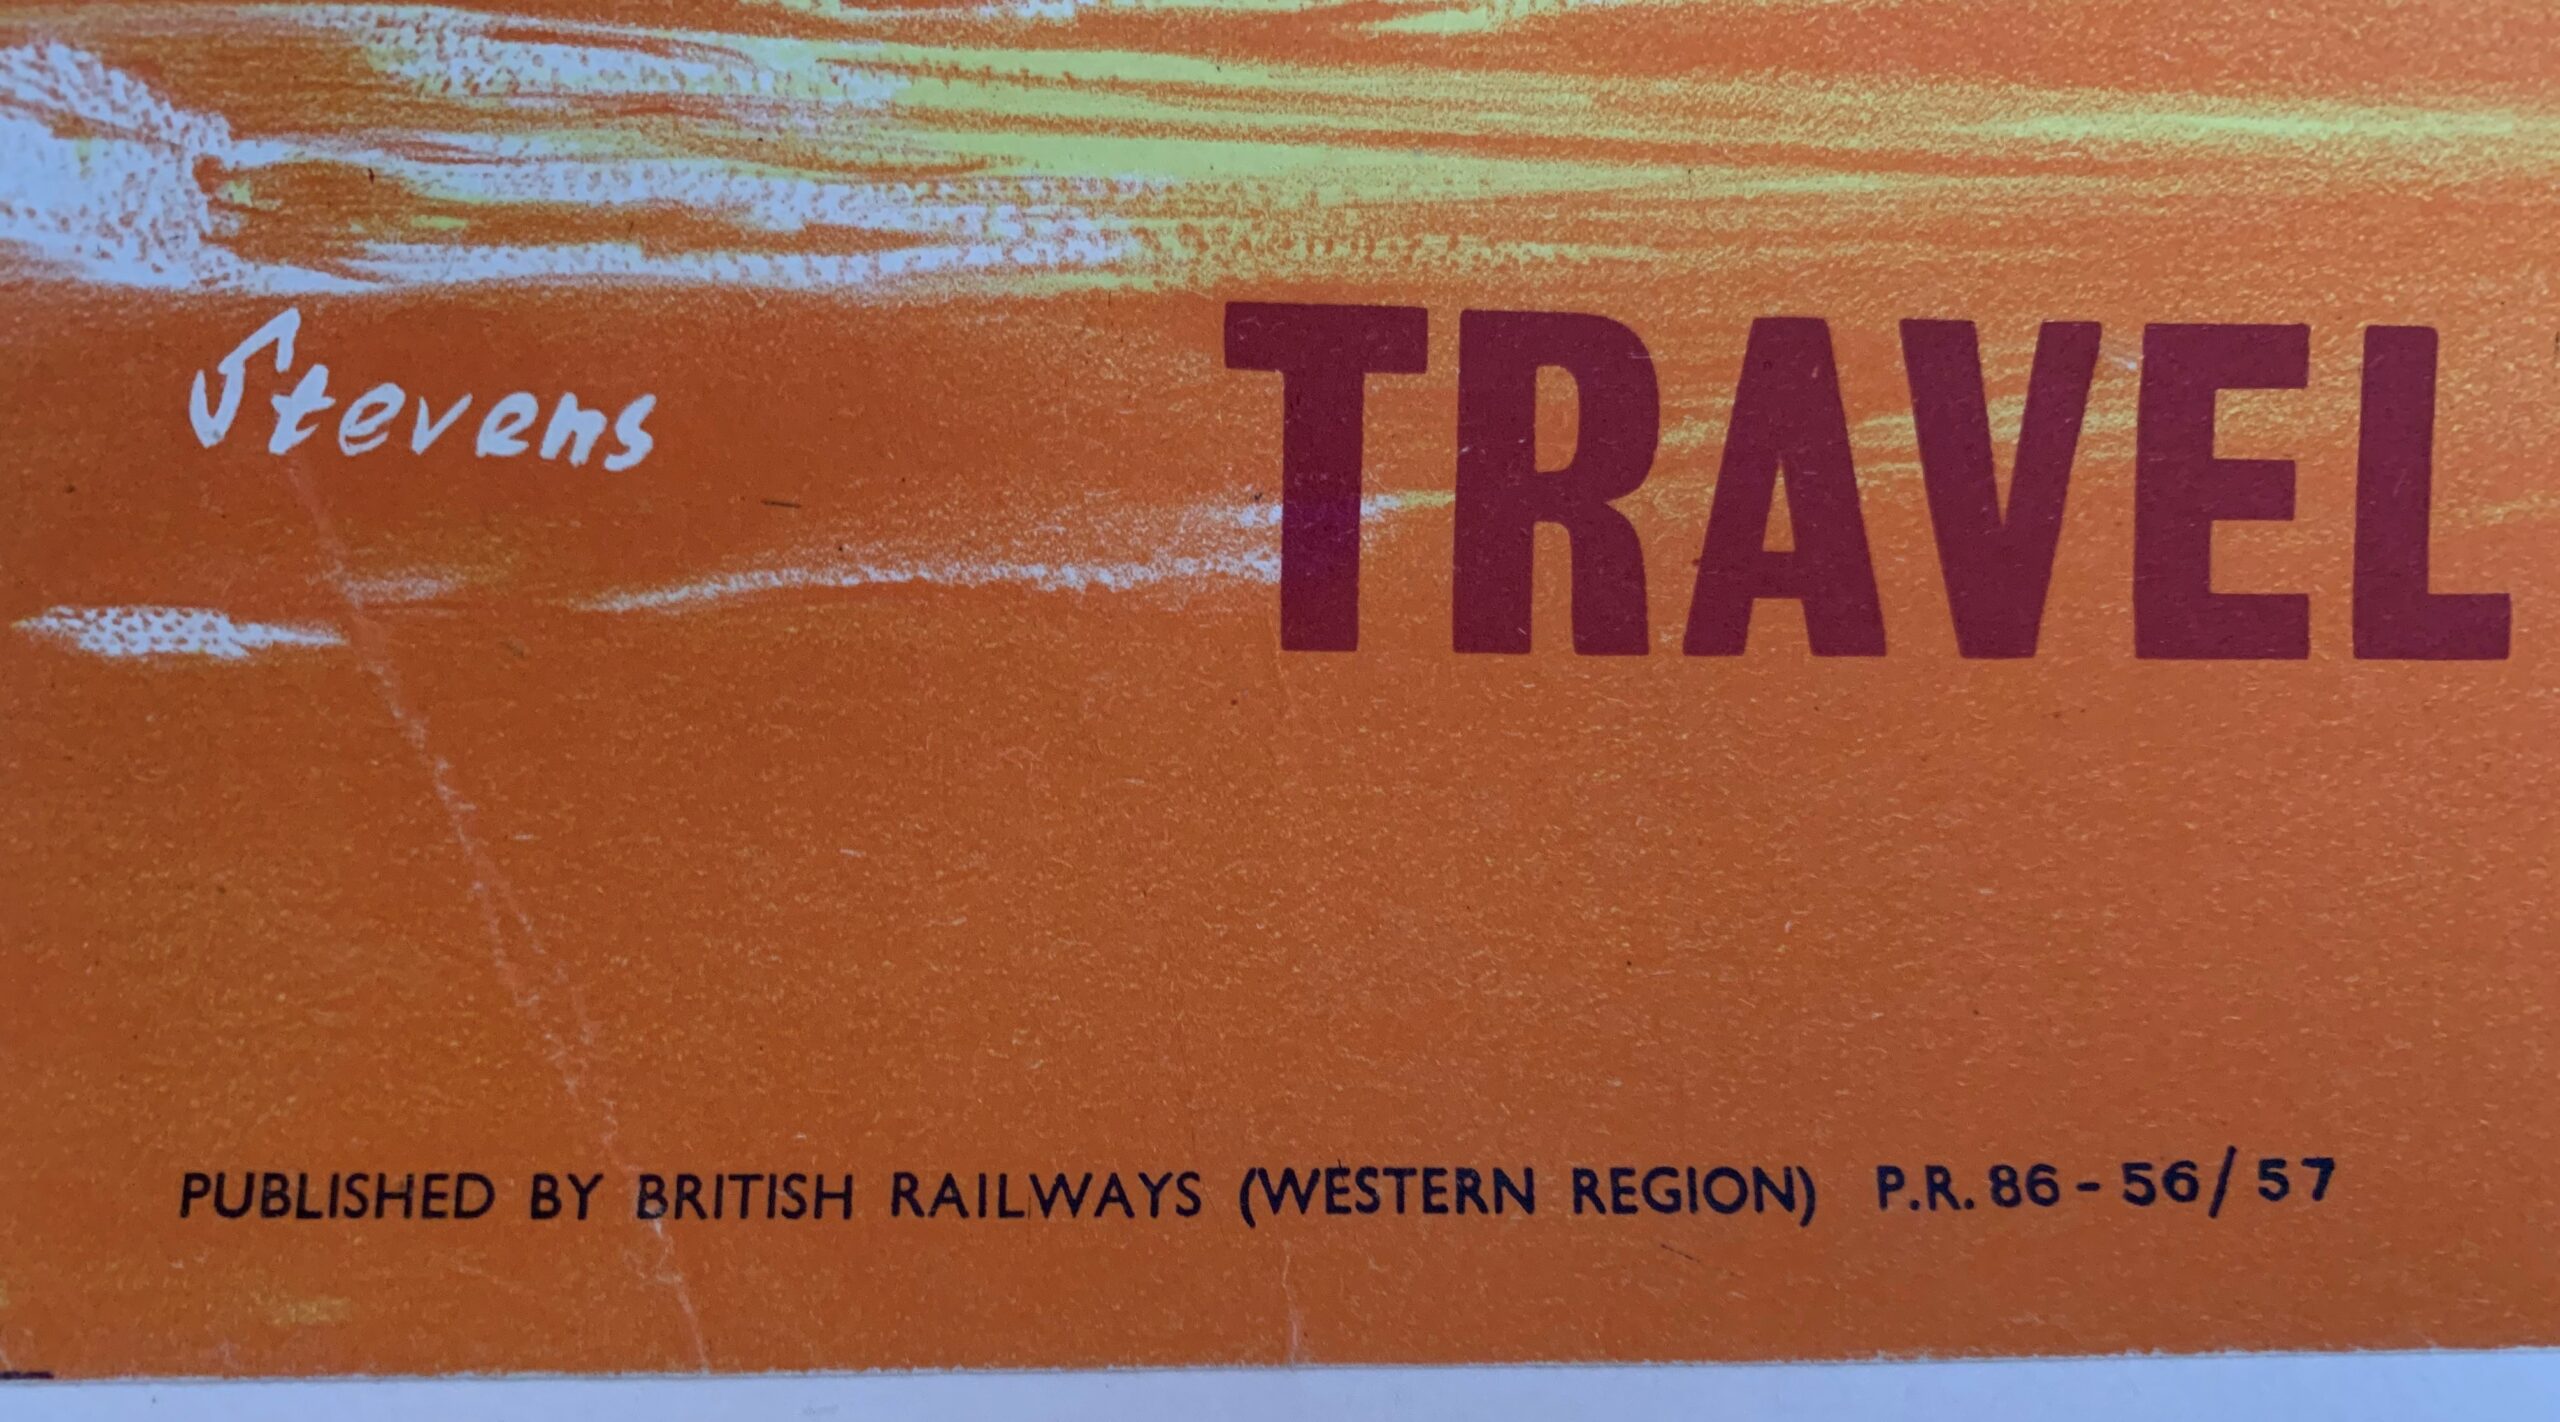 Stevens
TRAVEL
PUBLISHED BY BRITISH RAILWAYS (WESTERN REGION) P.R. 86 - 56/57